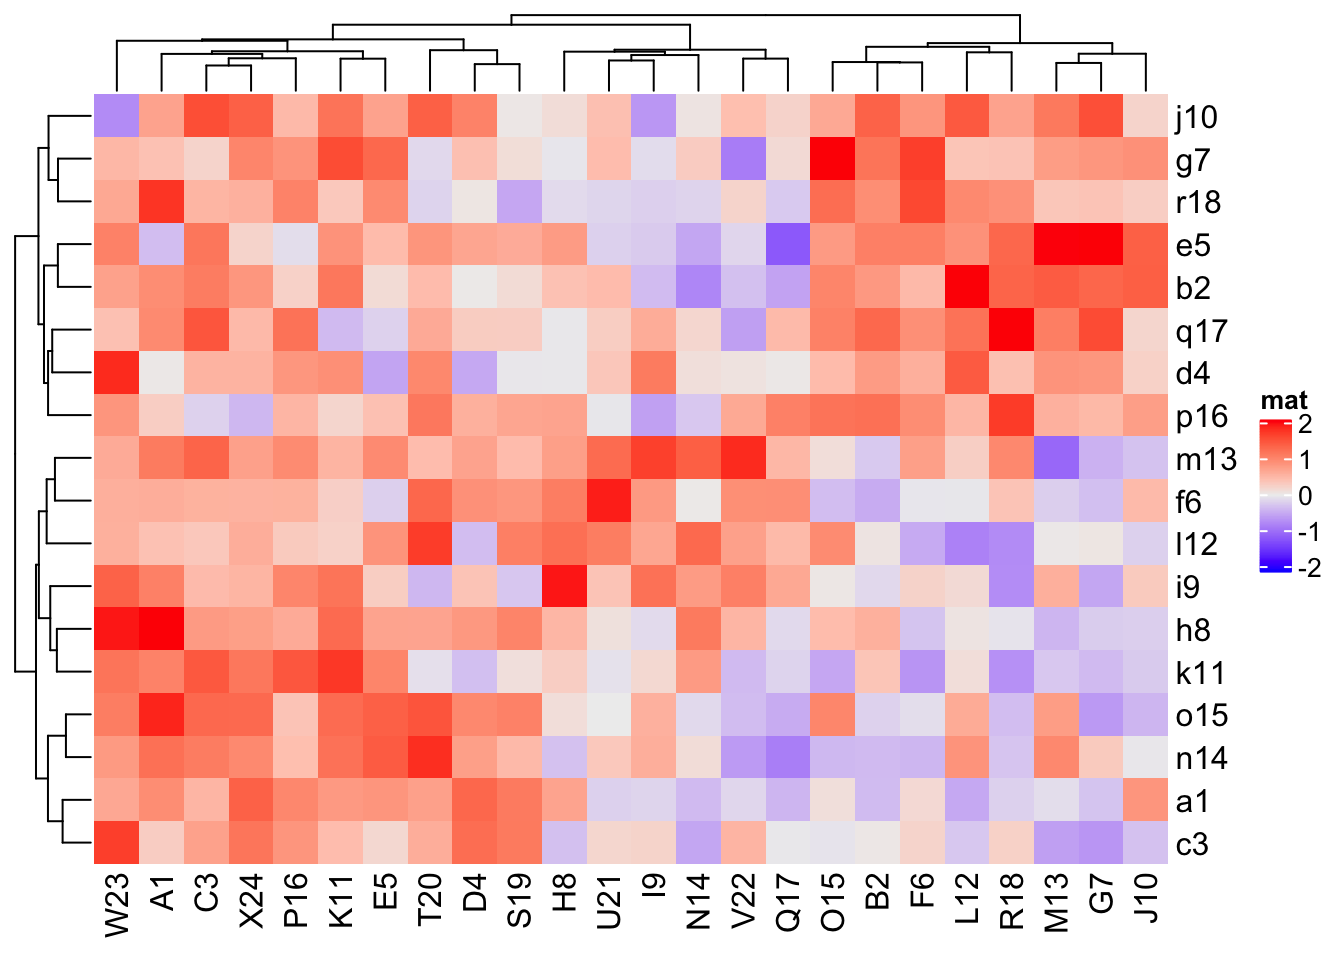 j10
g7
r18
e5
b2
q17
d4
p16
m13
f6
l12
i9
h8
k11
o15
n14
a1
c3
mat
2
1
0
-1
-2
W23 A1 C3 X24 P16 K11 E5 T20 D4 S19 H8 U21 I9 N14 V22 Q17 O15 B2 F6 L12 R18 M13 G7 J10